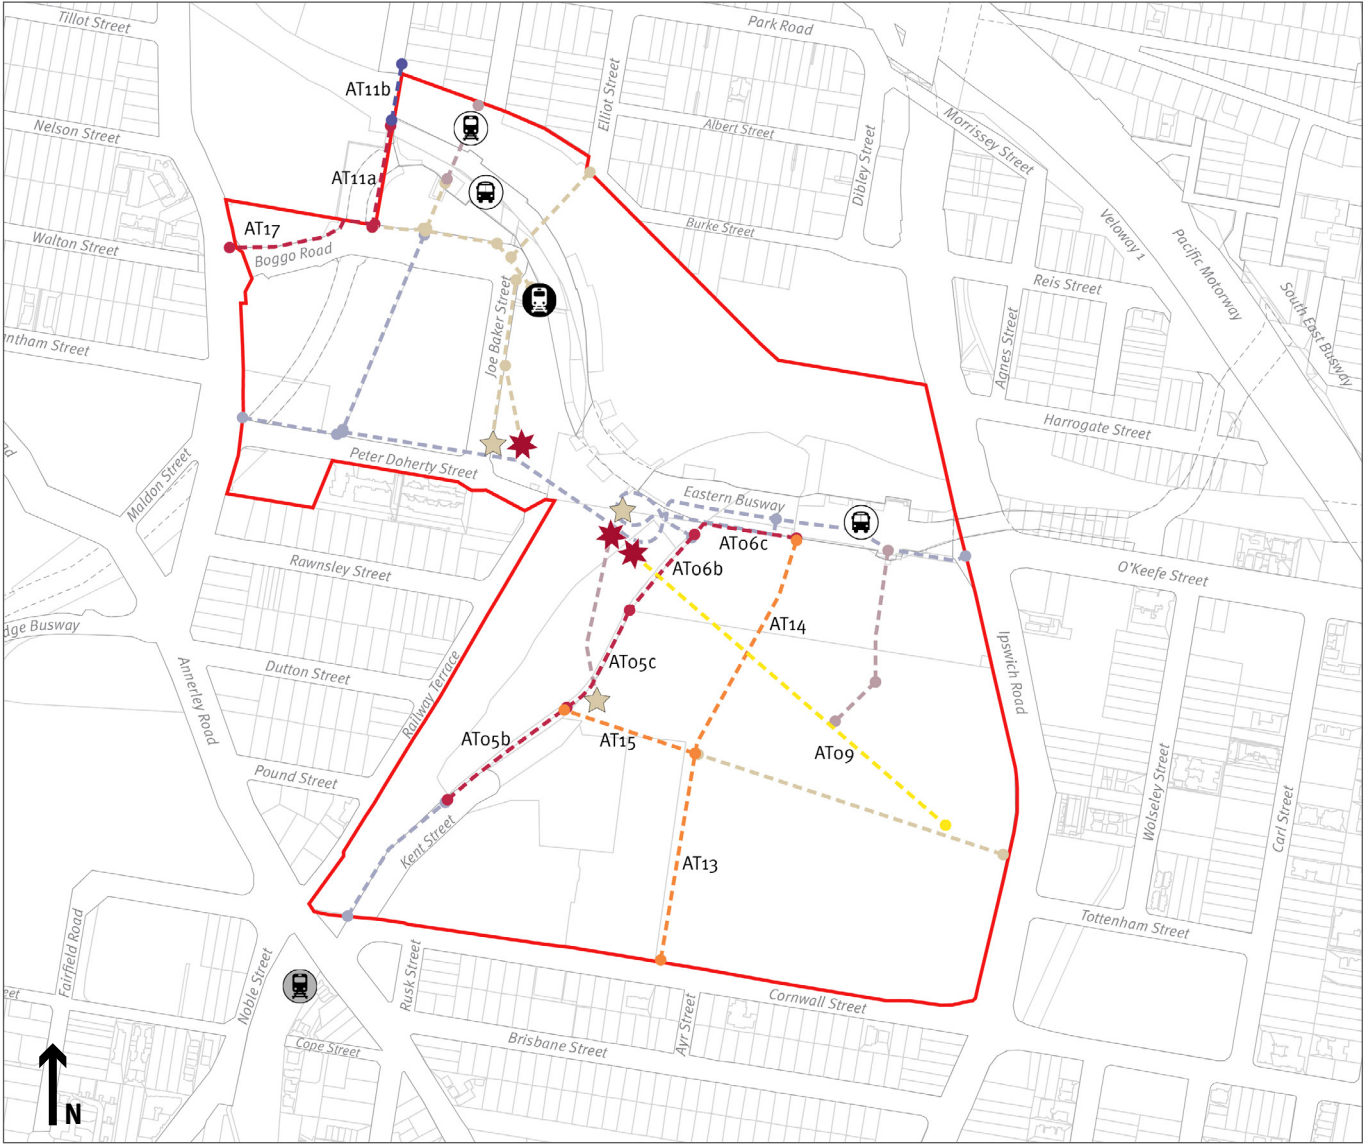 Tillot Street
Park Road
AT11b
Elliot Street
Nelson Street
Albert Street
Morrissey Street
Dibley Street
AT11a
AT17
Walton Street
Boggo Road
Burke Street
Veloway 1
Pacific Motorway
Reis Street
South East Busway
Joe Baker Street
Agnes Street
ntham Street
Harrogate Street
Peter Doherty Street
Maldon Street
Eastern Busway
AT06c
AT06b
Rawnsley Street
O'Keefe Street
AT14
dge Busway
Ipswich Road
AT05c
Dutton Street
Annerley Road
Railway Terrace
AT05b
AT15
AT09
Pound Street
Wolseley Street
Carl Street
Kent Street
AT13
Tottenham Street
Fairfield Road
Noble Street
Rusk Street
eet
Cornwall Street
Ayr Street
Brisbane Street
Cope Street
N